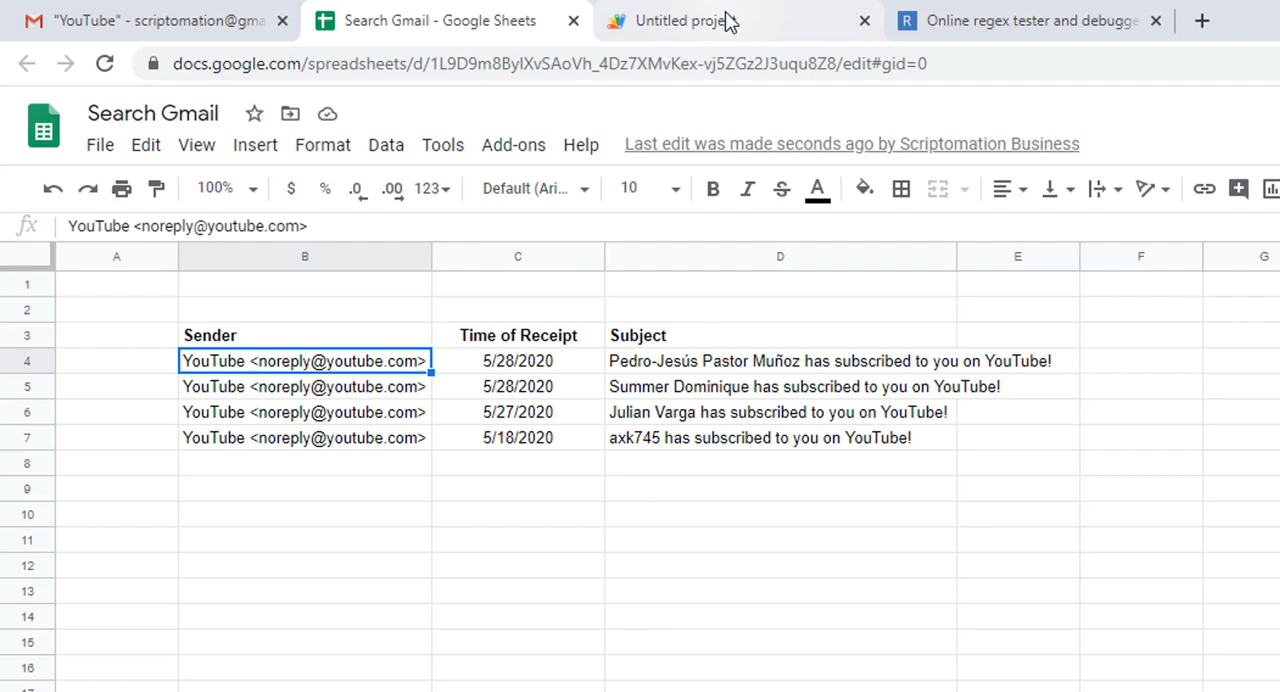 "YouTube" - scriptomation@gma
Search Gmail - Google Sheets
Untitled project
R Online regex tester and debugge
docs.google.com/spreadsheets/d/1L9D9m8BylXvSAoVh_4Dz7XMvKex-vj5ZGz2J3uqu8Z8/edit#gid=0
Search Gmail
File Edit View Insert Format Data Tools Add-ons Help Last edit was made seconds ago by Scriptomation Business
100% $ % .0 .00 123 Default (Ari... 10 B I S A
fx YouTube <noreply@youtube.com>
A B C D E F G
1
2
3 Sender Time of Receipt Subject
4 YouTube <noreply@youtube.com> 5/28/2020 Pedro-Jesús Pastor Muñoz has subscribed to you on YouTube!
5 YouTube <noreply@youtube.com> 5/28/2020 Summer Dominique has subscribed to you on YouTube!
6 YouTube <noreply@youtube.com> 5/27/2020 Julian Varga has subscribed to you on YouTube!
7 YouTube <noreply@youtube.com> 5/18/2020 axk745 has subscribed to you on YouTube!
8
9
10
11
12
13
14
15
16
17